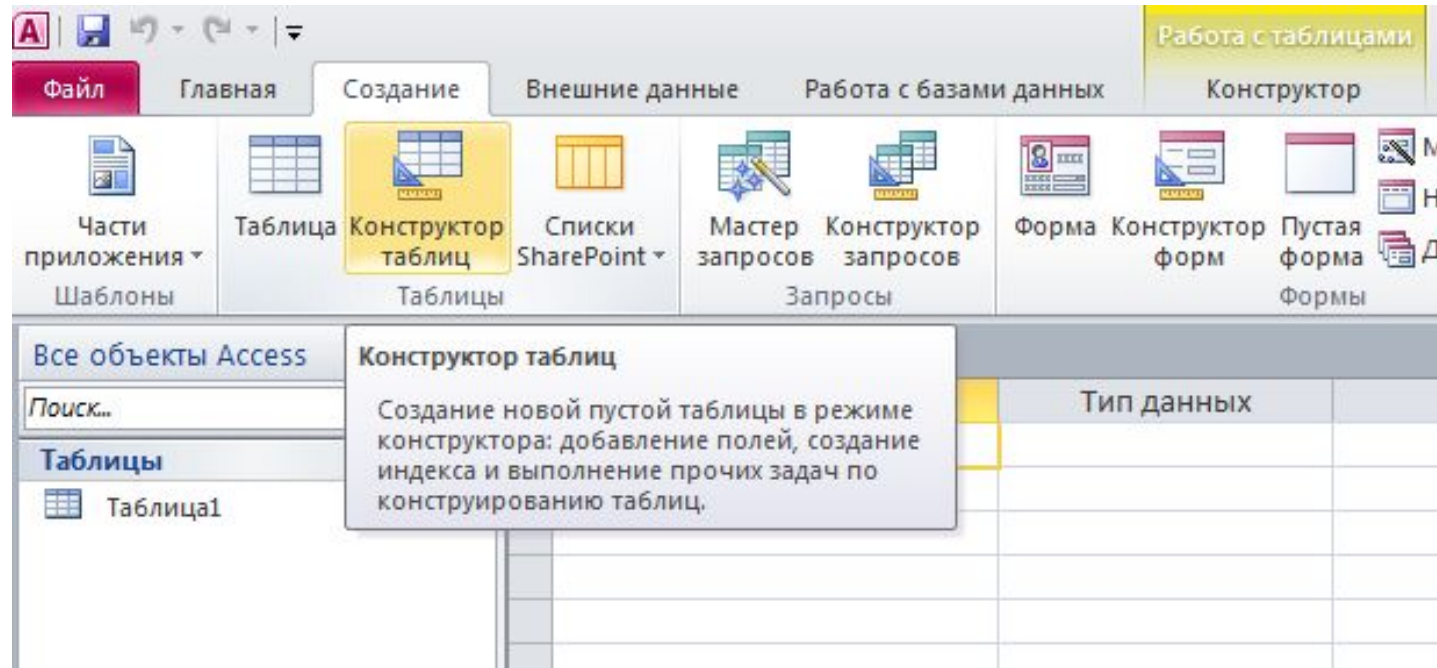 A
Работа с таблицами
Файл Главная Создание Внешние данные Работа с базами данных Конструктор
Части приложения
Таблица
Конструктор таблиц
Списки SharePoint
Мастер запросов
Конструктор запросов
Форма
Конструктор форм
Пустая форма
М
Н
Д
Шаблоны Таблицы Запросы Формы
Все объекты Access
Поиск...
Таблицы
Таблица1
Конструктор таблиц
Создание новой пустой таблицы в режиме
конструктора: добавление полей, создание
индекса и выполнение прочих задач по
конструированию таблиц.
Тип данных